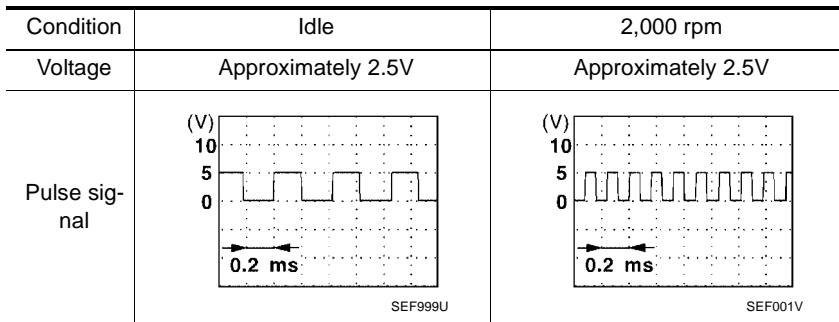 Condition Idle 2,000 rpm
Voltage Approximately 2.5V Approximately 2.5V
Pulse sig-
nal
(V)
10
5
0
0.2 ms
SEF999U
(V)
10
5
0
0.2 ms
SEF001V